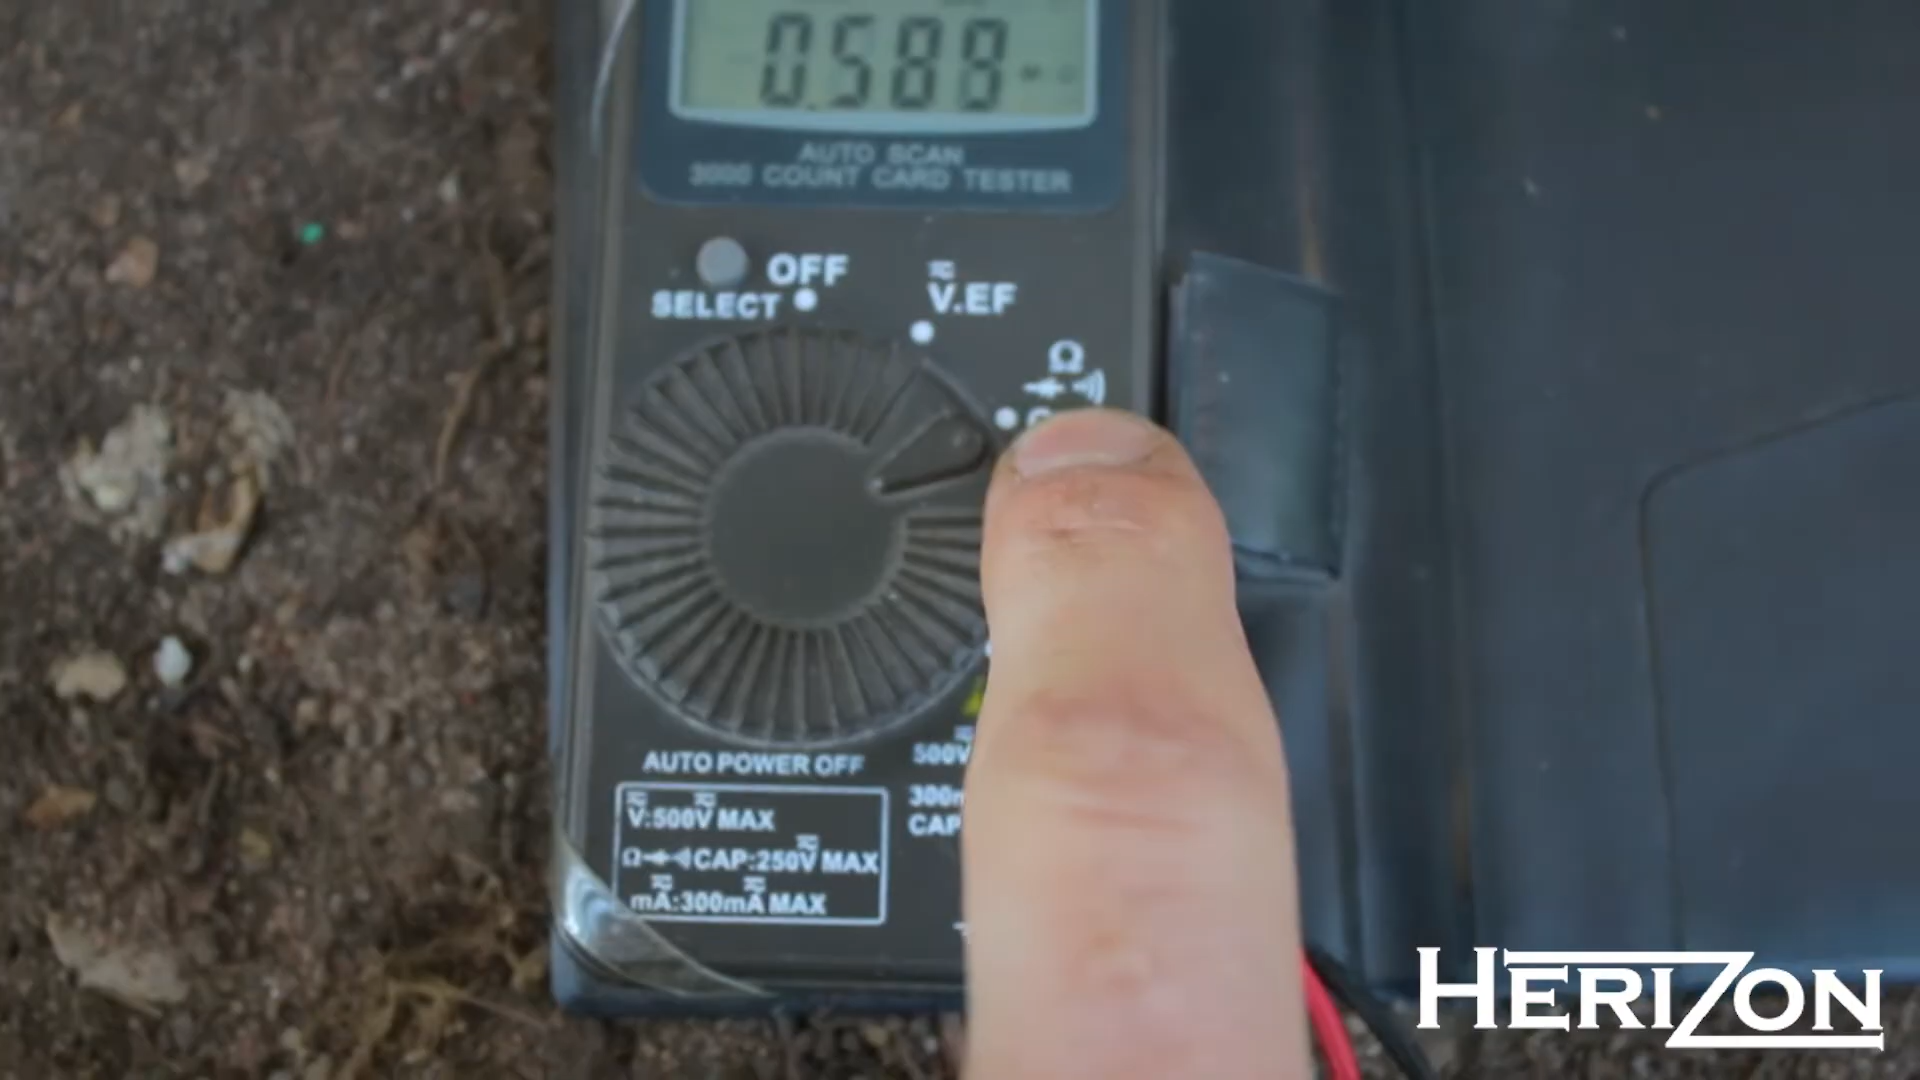 0.588
AUTO SCAN
3000 COUNT CARD TESTER
OFF
SELECT
V.EF
Ω
AUTO POWER OFF
500V
V:500V MAX
300m
CAP
Ω CAP:250V MAX
mA:300mA MAX
HERIZON